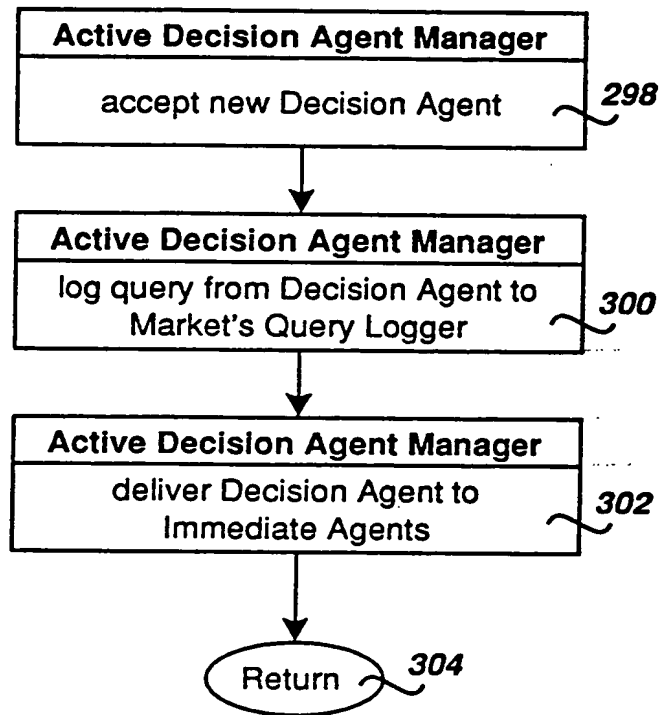 Active Decision Agent Manager
accept new Decision Agent
298
Active Decision Agent Manager
log query from Decision Agent to
Market's Query Logger
300
Active Decision Agent Manager
deliver Decision Agent to
Immediate Agents
302
Return
304